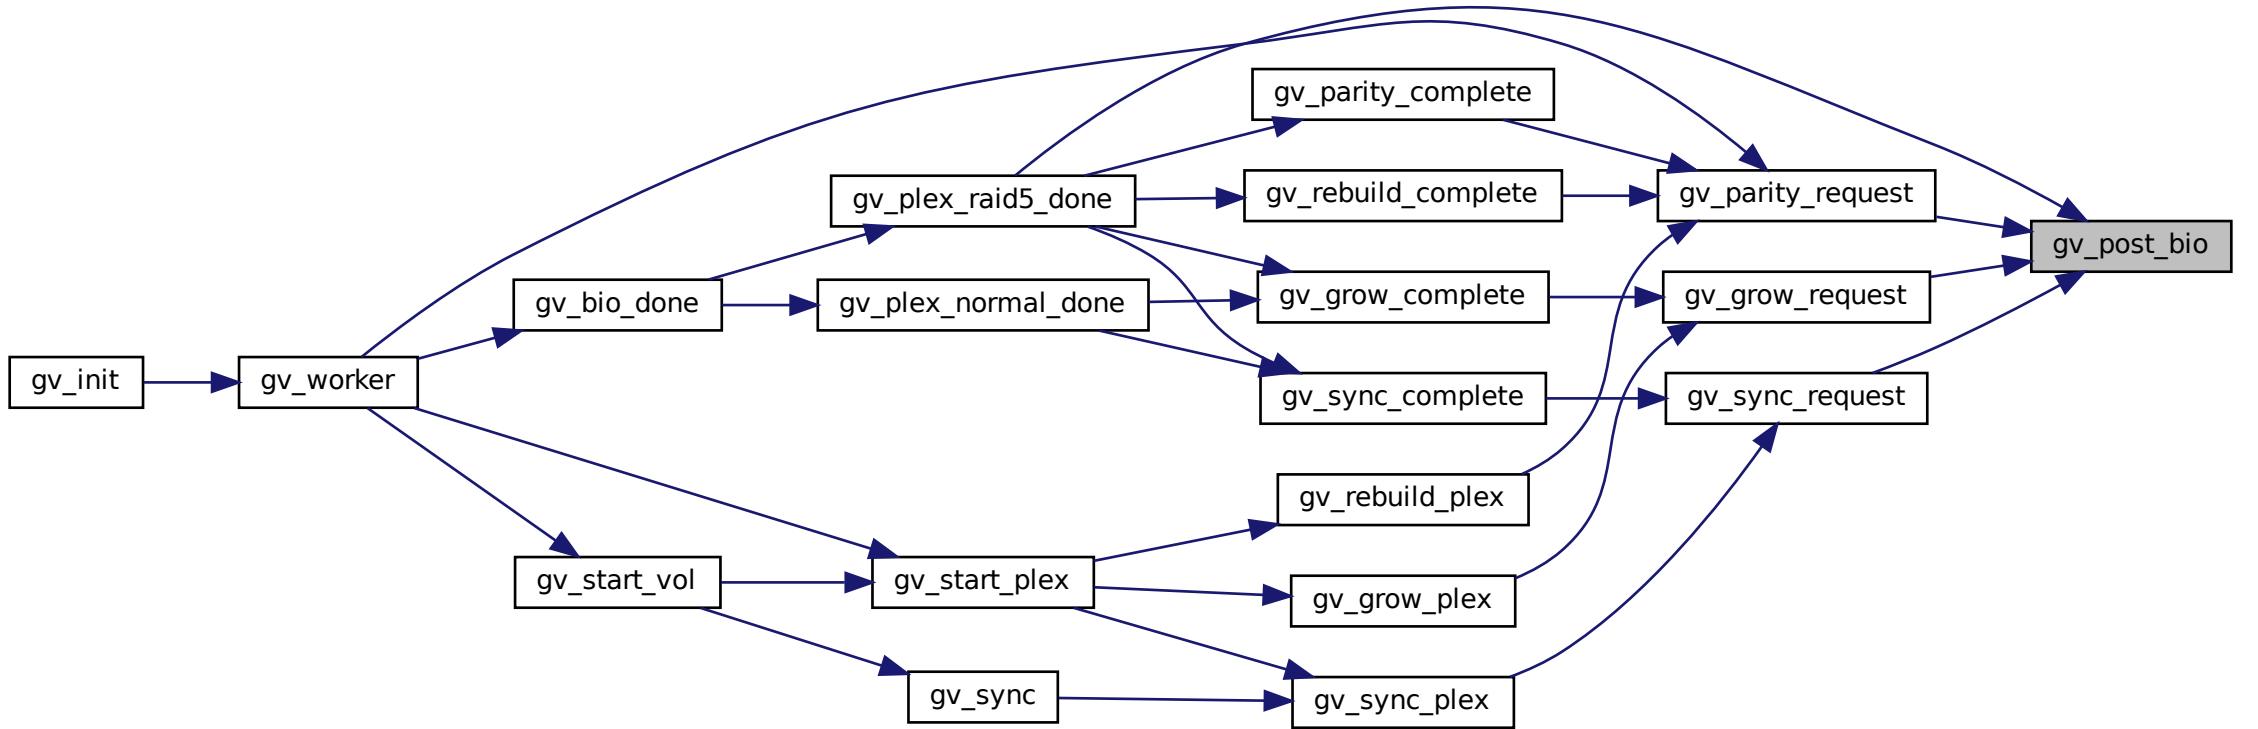 gv_parity_complete
gv_plex_raid5_done
gv_rebuild_complete
gv_parity_request
gv_post_bio
gv_bio_done
gv_plex_normal_done
gv_grow_complete
gv_grow_request
gv_init
gv_worker
gv_sync_complete
gv_sync_request
gv_rebuild_plex
gv_start_vol
gv_start_plex
gv_grow_plex
gv_sync
gv_sync_plex